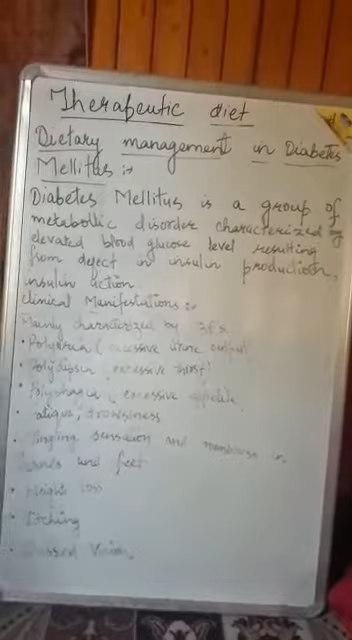 Therapeutic diet
Dietary management in Diabetes
Mellitus :-
Diabetes Mellitus is a group of
metabollic disorder characterized by
elevated blood glucose level resulting
from defect in insulin production,
insulin action.
Clinical Manifestations :-
Mainly characterized by 3P's
• Polyuria ( excessive urine output
• Polydipsia ( excessive thirst)
• Polyphagia ( excessive appetite
• fatigue, drowsiness
• Tingling sensation and numbness in
hands and feet
• Weight loss
• Itching
• Vision